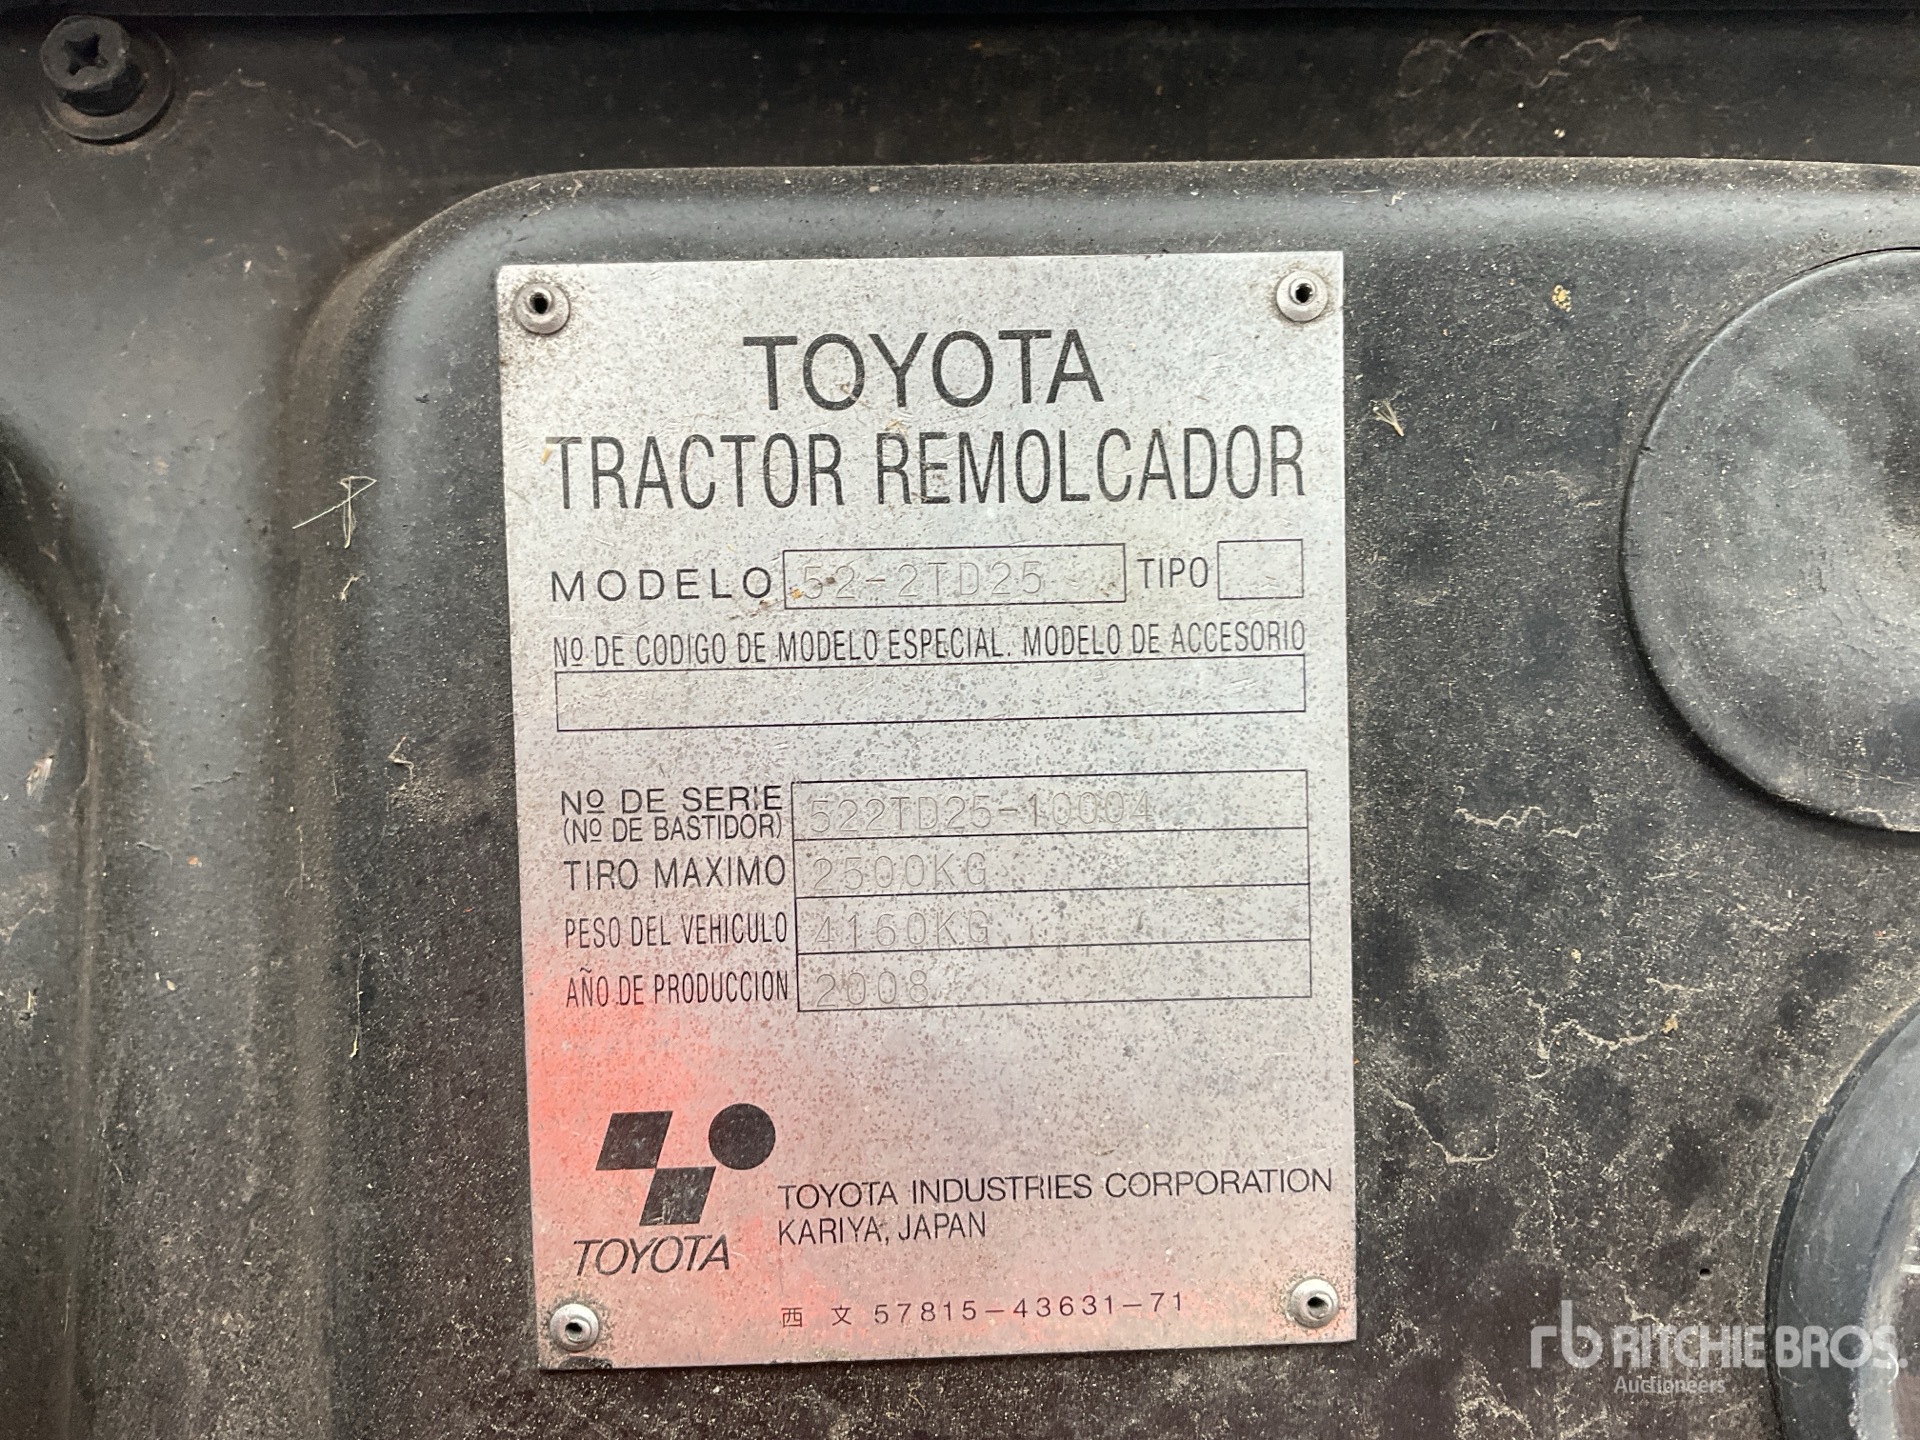 TOYOTA
TRACTOR REMOLCADOR
MODELO 52-2TD25 TIPO
Nº DE CODIGO DE MODELO ESPECIAL. MODELO DE ACCESORIO
Nº DE SERIE 522TD25-10004
(Nº DE BASTIDOR)
TIRO MAXIMO 2500KG
PESO DEL VEHICULO 4160KG
AÑO DE PRODUCCION 2008
TOYOTA INDUSTRIES CORPORATION
KARIYA, JAPAN
TOYOTA
西 文 57815-43631-71
rb RITCHIE BROS.
Auctioneers